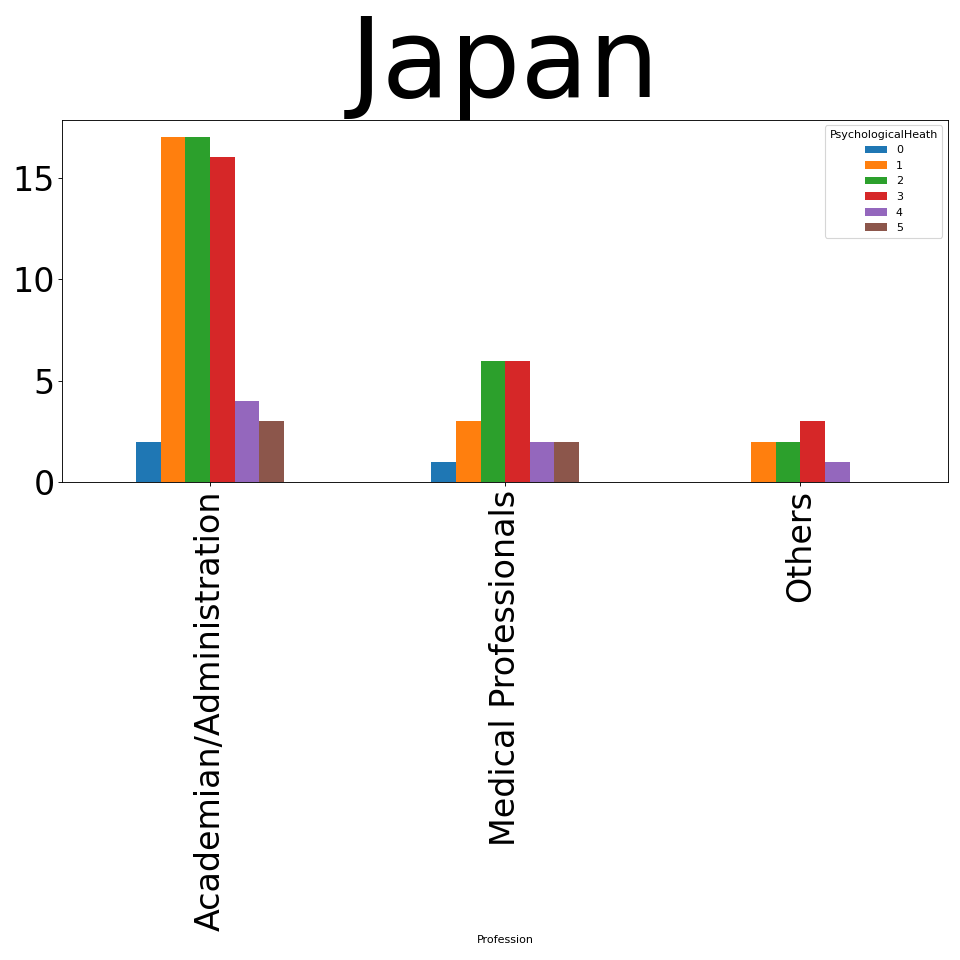 Japan
PsychologicalHeath
0
1
2
3
4
5
15
10
5
0
Academian/Administration
Medical Professionals
Others
Profession